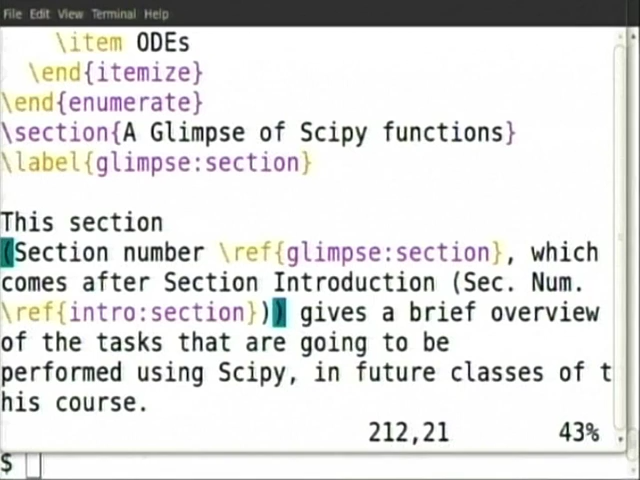 File Edit View Terminal Help
\item ODEs
\end{itemize}
\end{enumerate}
\section{A Glimpse of Scipy functions}
\label{glimpse:section}
This section
(Section number \ref{glimpse:section}, which
comes after Section Introduction (Sec. Num.
\ref{intro:section})) gives a brief overview
of the tasks that are going to be
performed using Scipy, in future classes of t
his course.
212,21 43%
$